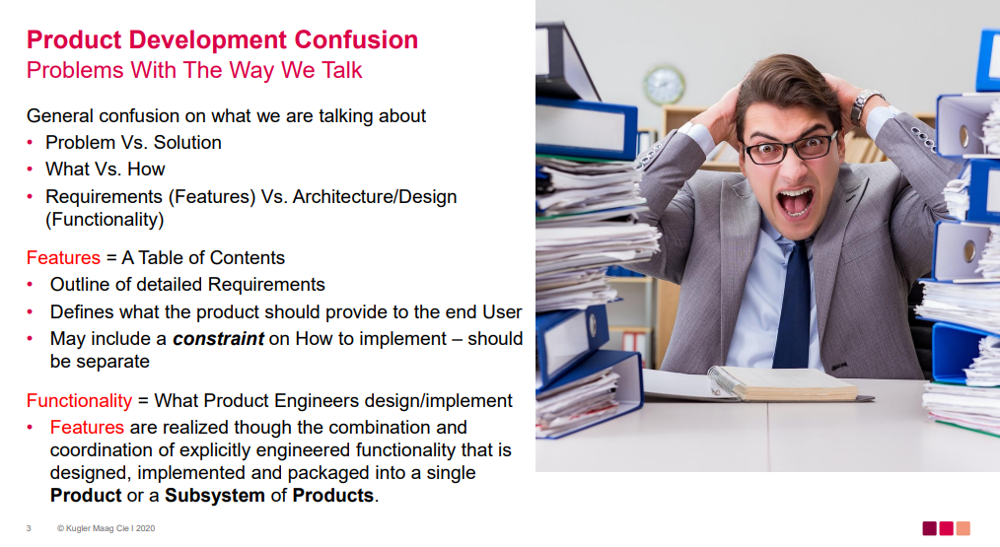 Product Development Confusion
Problems With The Way We Talk
General confusion on what we are talking about
• Problem Vs. Solution
• What Vs. How
• Requirements (Features) Vs. Architecture/Design
(Functionality)
Features = A Table of Contents
• Outline of detailed Requirements
• Defines what the product should provide to the end User
• May include a constraint on How to implement – should
be separate
Functionality = What Product Engineers design/implement
• Features are realized though the combination and
coordination of explicitly engineered functionality that is
designed, implemented and packaged into a single
Product or a Subsystem of Products.
3 © Kugler Maag Cie I 2020